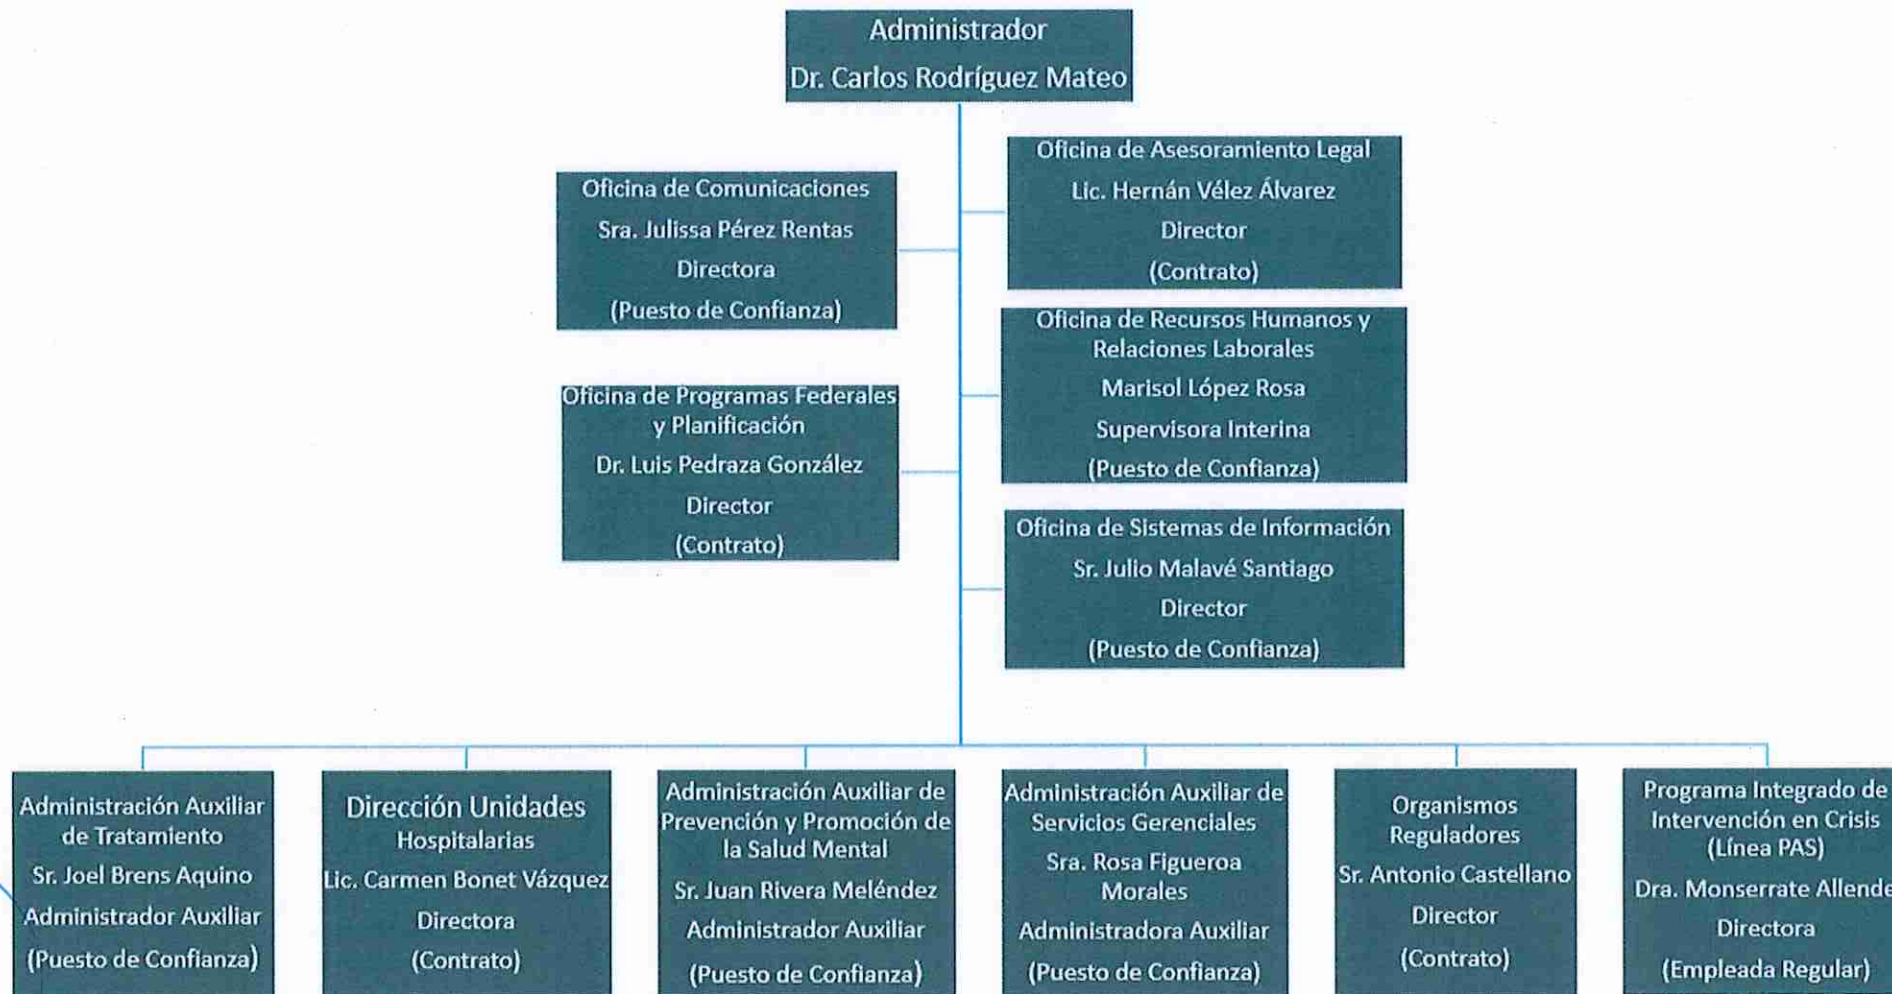 Administrador
Dr. Carlos Rodríguez Mateo
Oficina de Comunicaciones
Sra. Julissa Pérez Rentas
Directora
(Puesto de Confianza)
Oficina de Asesoramiento Legal
Lic. Hernán Vélez Álvarez
Director
(Contrato)
Oficina de Programas Federales
y Planificación
Dr. Luis Pedraza González
Director
(Contrato)
Oficina de Recursos Humanos y
Relaciones Laborales
Marisol López Rosa
Supervisora Interina
(Puesto de Confianza)
Oficina de Sistemas de Información
Sr. Julio Malavé Santiago
Director
(Puesto de Confianza)
Administración Auxiliar
de Tratamiento
Sr. Joel Brens Aquino
Administrador Auxiliar
(Puesto de Confianza)
Dirección Unidades
Hospitalarias
Lic. Carmen Bonet Vázquez
Directora
(Contrato)
Administración Auxiliar de
Prevención y Promoción de
la Salud Mental
Sr. Juan Rivera Meléndez
Administrador Auxiliar
(Puesto de Confianza)
Administración Auxiliar de
Servicios Gerenciales
Sra. Rosa Figueroa
Morales
Administradora Auxiliar
(Puesto de Confianza)
Organismos
Reguladores
Sr. Antonio Castellano
Director
(Contrato)
Programa Integrado de
Intervención en Crisis
(Línea PAS)
Dra. Monserrate Allende
Directora
(Empleada Regular)